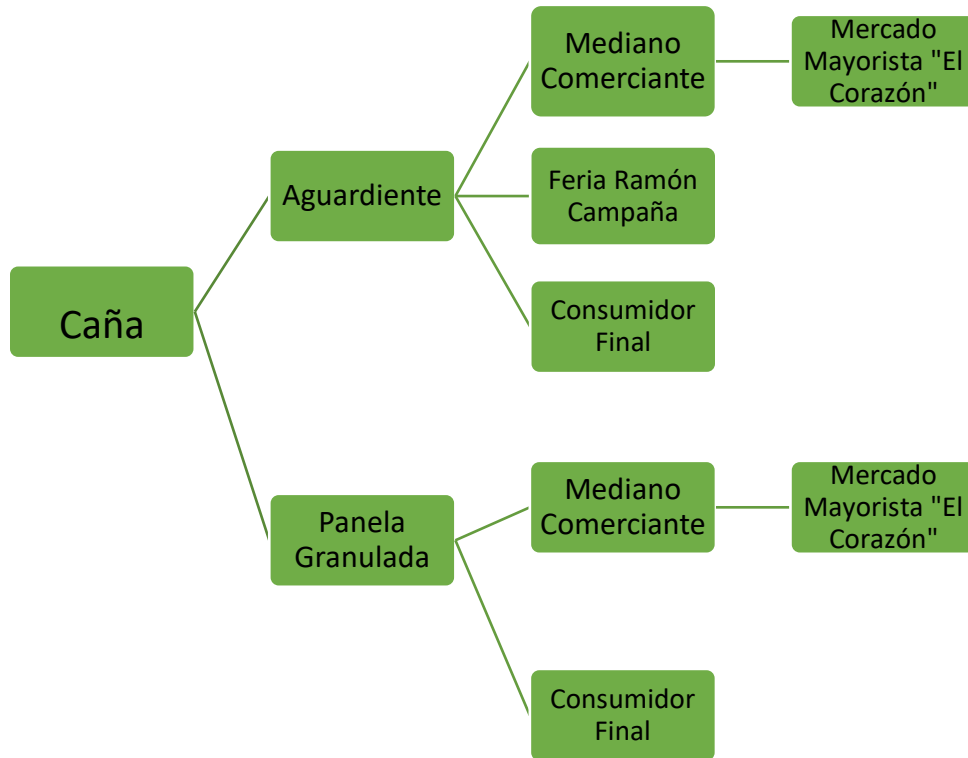 Caña
Aguardiente
Mediano
Comerciante
Mercado
Mayorista "El
Corazón"
Feria Ramón
Campaña
Consumidor
Final
Panela
Granulada
Mediano
Comerciante
Mercado
Mayorista "El
Corazón"
Consumidor
Final